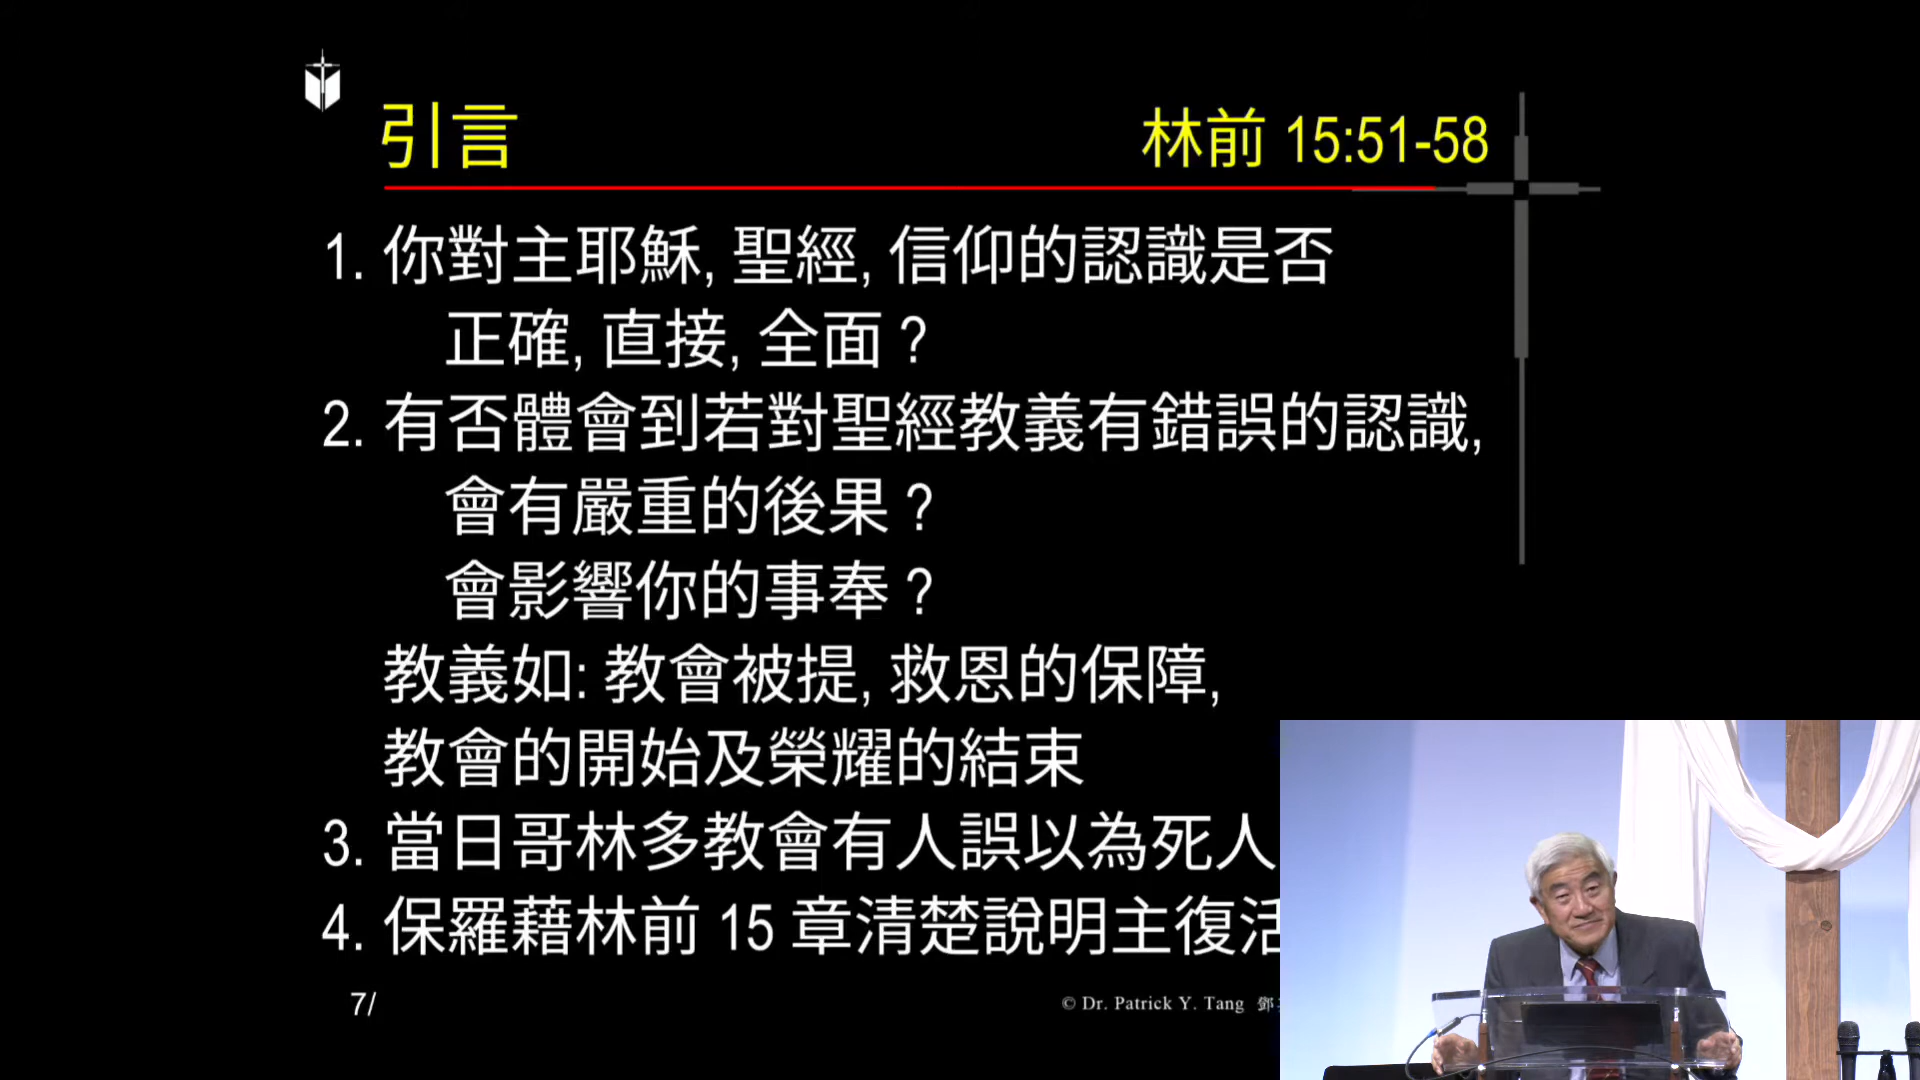 引言
林前 15:51-58
1. 你對主耶穌, 聖經, 信仰的認識是否
正確, 直接, 全面 ?
2. 有否體會到若對聖經教義有錯誤的認識,
會有嚴重的後果 ?
會影響你的事奉 ?
教義如: 教會被提, 救恩的保障,
教會的開始及榮耀的結束
3. 當日哥林多教會有人誤以為死人
4. 保羅藉林前 15 章清楚說明主復活
7/
© Dr. Patrick Y. Tang 鄧